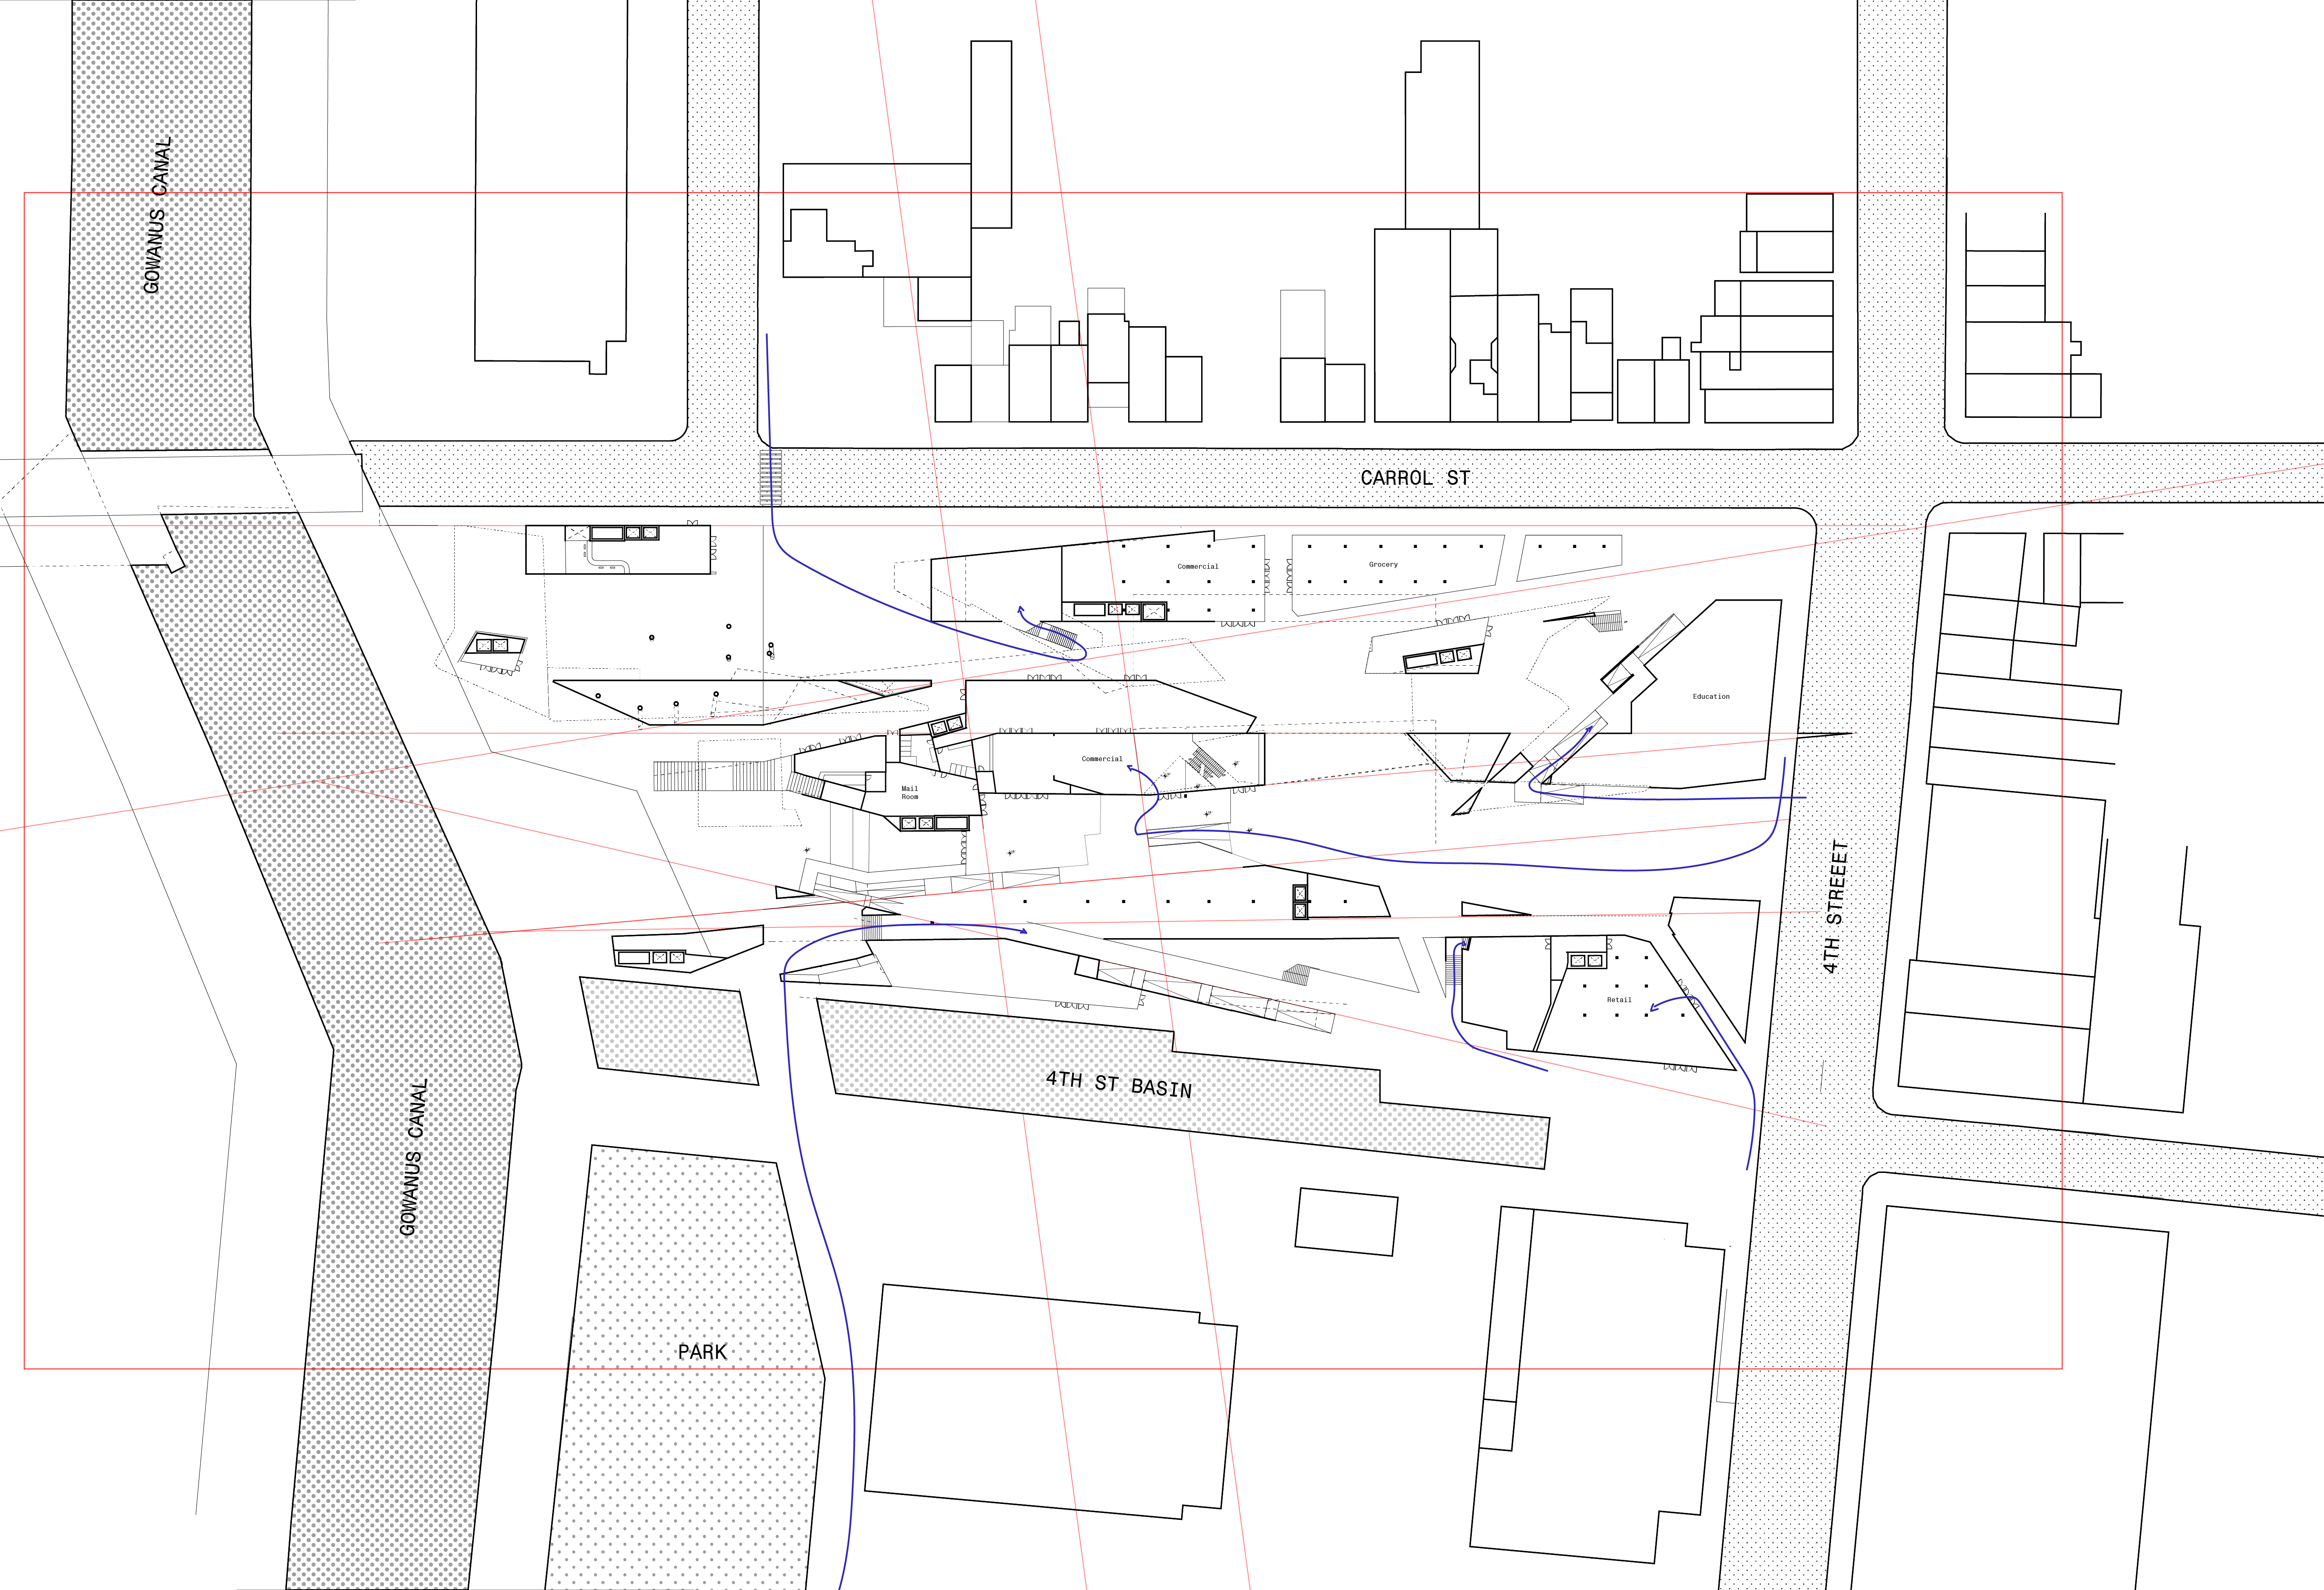 GOWANUS CANAL
CARROL ST
Commercial
Grocery
Education
Commercial
Mail
Room
4TH STREEET
Retail
4TH ST BASIN
GOWANUS CANAL
PARK